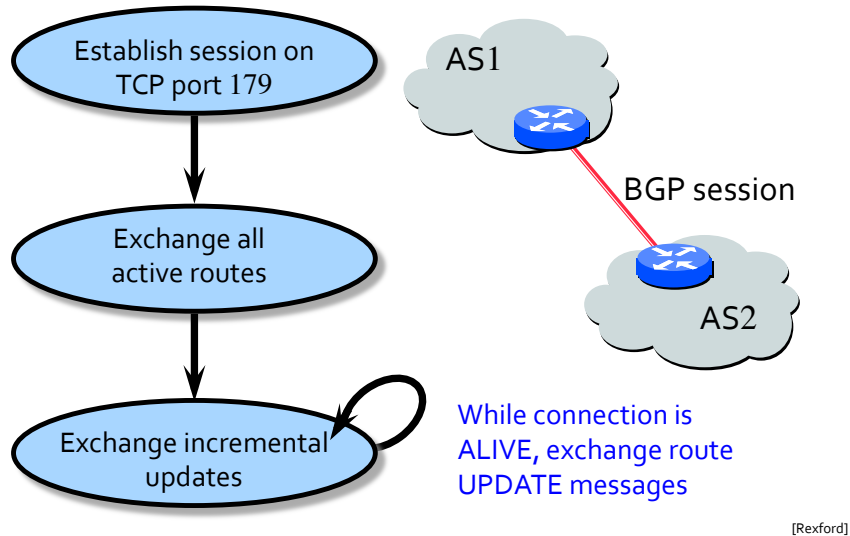 Establish session on
TCP port 179
AS1
BGP session
Exchange all
active routes
AS2
Exchange incremental
updates
While connection is
ALIVE, exchange route
UPDATE messages
[Rexford]